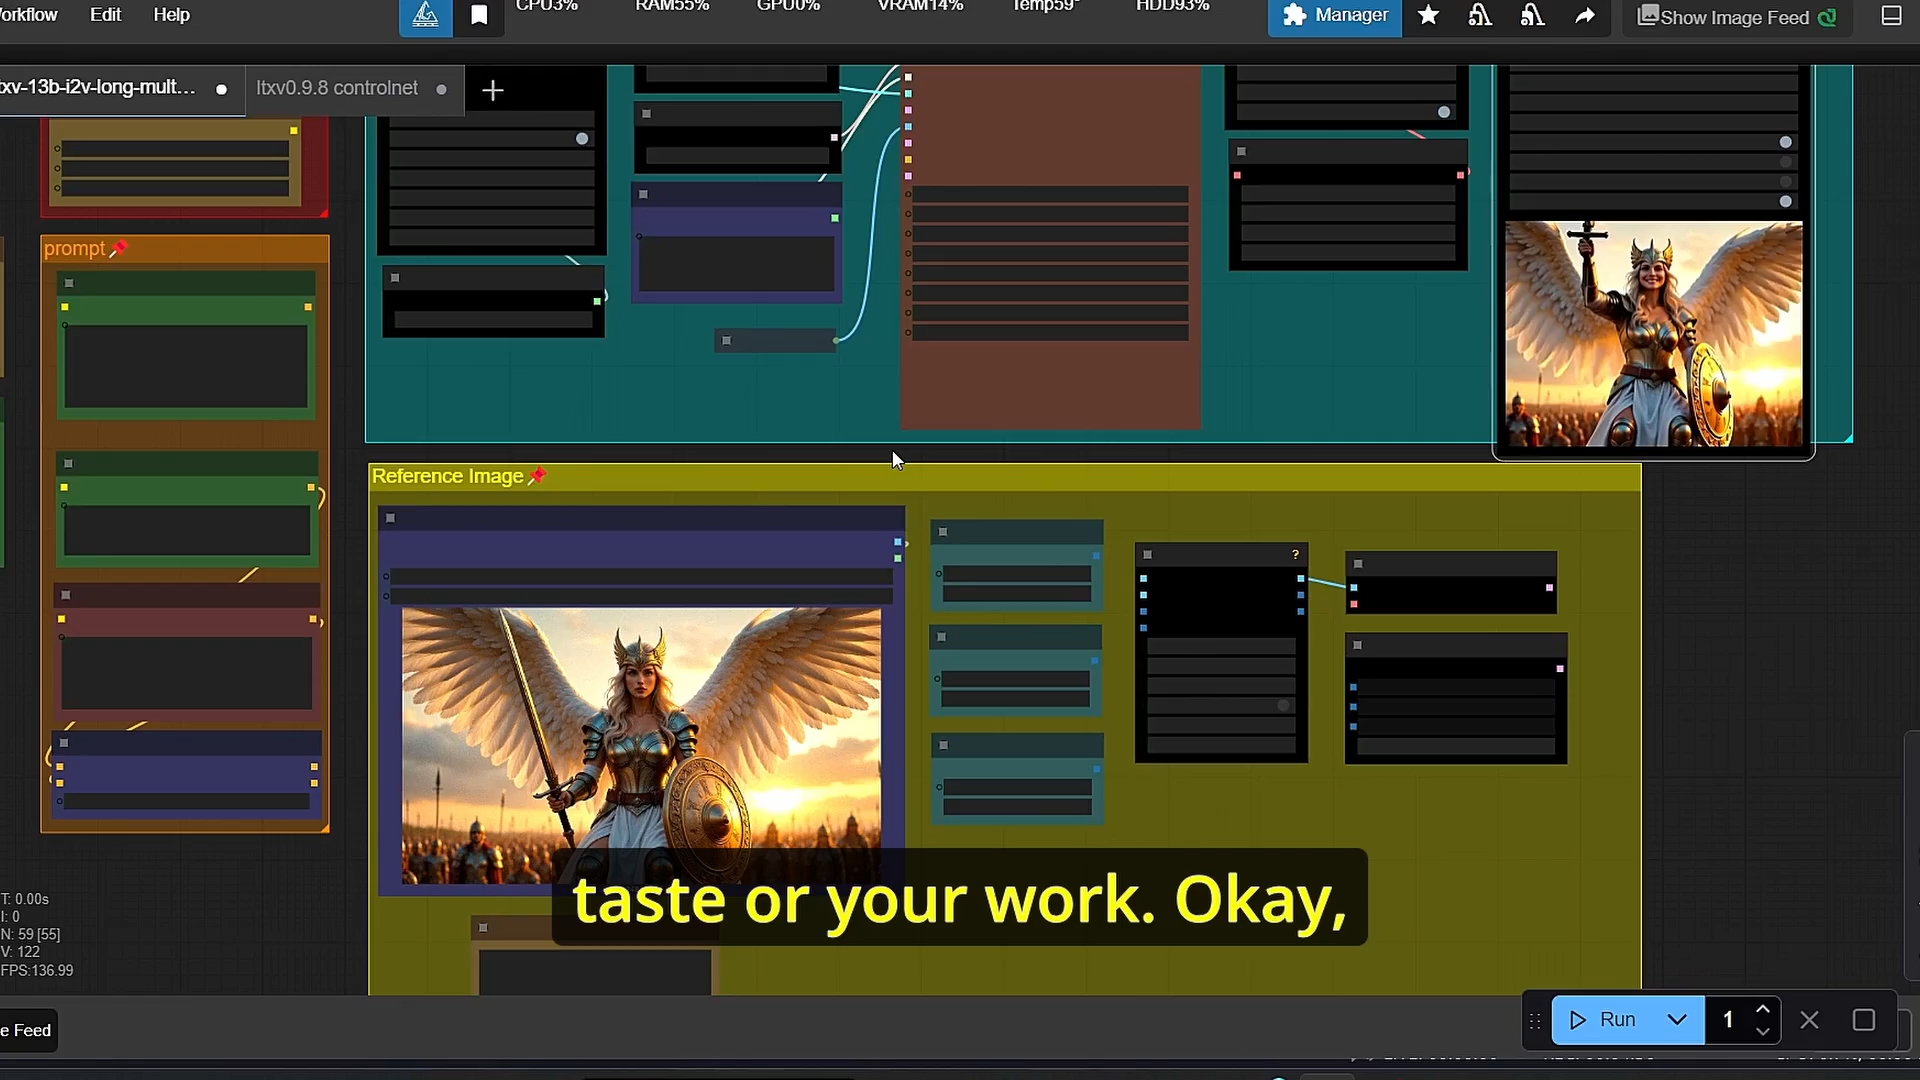 orkflow
Edit
Help
CPU3%
RAM55%
GPU0%
VRAM14%
Temp59°
HDD93%
Manager
Show Image Feed
txv-13b-i2v-long-mult...
ltxv0.9.8 controlnet
prompt
Reference Image
?
taste or your work. Okay,
T: 0.00s
I: 0
N: 59 [55]
V: 122
FPS:136.99
e Feed
Run
1